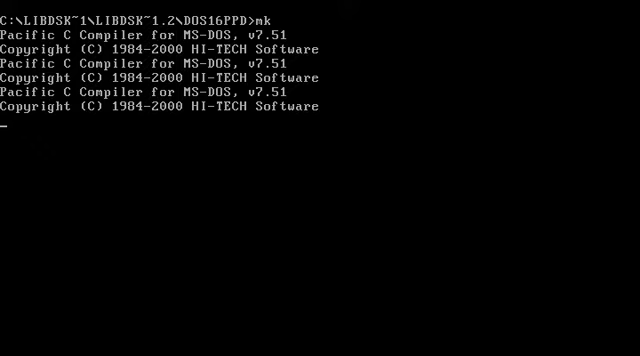 C:\LIBDSK~1\LIBDSK~1.2\DOS16PPD>mk
Pacific C Compiler for MS-DOS, v7.51
Copyright (C) 1984-2000 HI-TECH Software
Pacific C Compiler for MS-DOS, v7.51
Copyright (C) 1984-2000 HI-TECH Software
Pacific C Compiler for MS-DOS, v7.51
Copyright (C) 1984-2000 HI-TECH Software
_